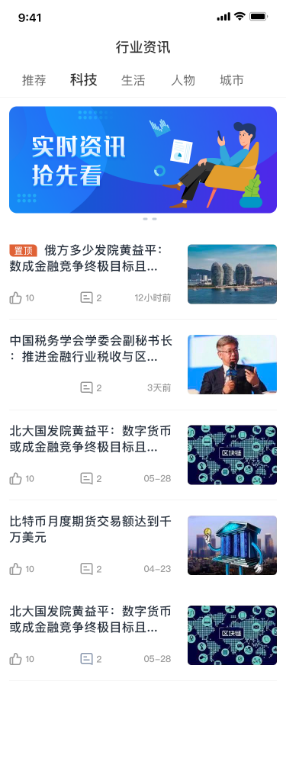 9:41
行业资讯
推荐 科技 生活 人物 城市
实时资讯
抢先看
置顶 俄方多少发院黄益平：
数成金融竞争终极目标且...
10 2 12小时前
中国税务学会学委会副秘书长
：推进金融行业税收与区...
2 3天前
北大国发院黄益平：数字货币
或成金融竞争终极目标且...
区块链
10 2 05-28
比特币月度期货交易额达到千
万美元
10 2 04-23
北大国发院黄益平：数字货币
或成金融竞争终极目标且...
区块链
10 2 05-28